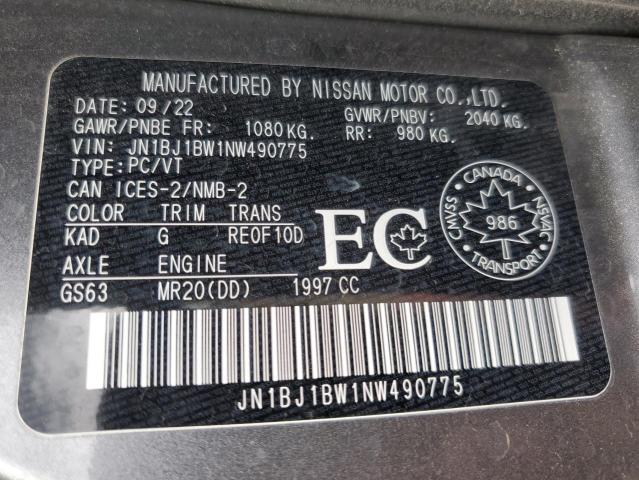 MANUFACTURED BY NISSAN MOTOR CO.,LTD.
DATE: 09/22 GVWR/PNBV: 2040 KG.
GAWR/PNBE FR: 1080 KG. RR: 980 KG.
VIN: JN1BJ1BW1NW490775
TYPE: PC/VT
CAN ICES-2/NMB-2
COLOR TRIM TRANS
KAD G RE0F10D
AXLE ENGINE
GS63 MR20(DD) 1997 CC
EC
CANADA
CMVSS 986 NSVAC
TRANSPORT
JN1BJ1BW1NW490775